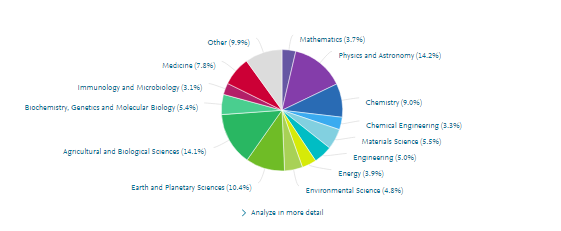 Mathematics (3.7%)
Physics and Astronomy (14.2%)
Chemistry (9.0%)
Chemical Engineering (3.3%)
Materials Science (5.5%)
Engineering (5.0%)
Energy (3.9%)
Environmental Science (4.8%)
Earth and Planetary Sciences (10.4%)
Agricultural and Biological Sciences (14.1%)
Biochemistry, Genetics and Molecular Biology (5.4%)
Immunology and Microbiology (3.1%)
Medicine (7.8%)
Other (9.9%)
Analyze in more detail